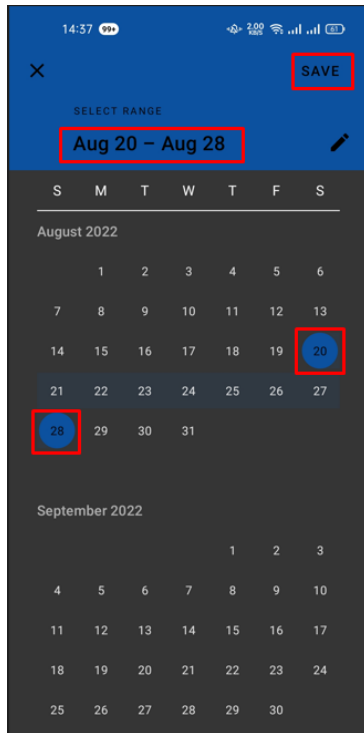 14:37 99+ 2.00 KB/S 61
SAVE
SELECT RANGE
Aug 20 – Aug 28
S M T W T F S
August 2022
1 2 3 4 5 6
7 8 9 10 11 12 13
14 15 16 17 18 19 20
21 22 23 24 25 26 27
28 29 30 31
September 2022
1 2 3
4 5 6 7 8 9 10
11 12 13 14 15 16 17
18 19 20 21 22 23 24
25 26 27 28 29 30